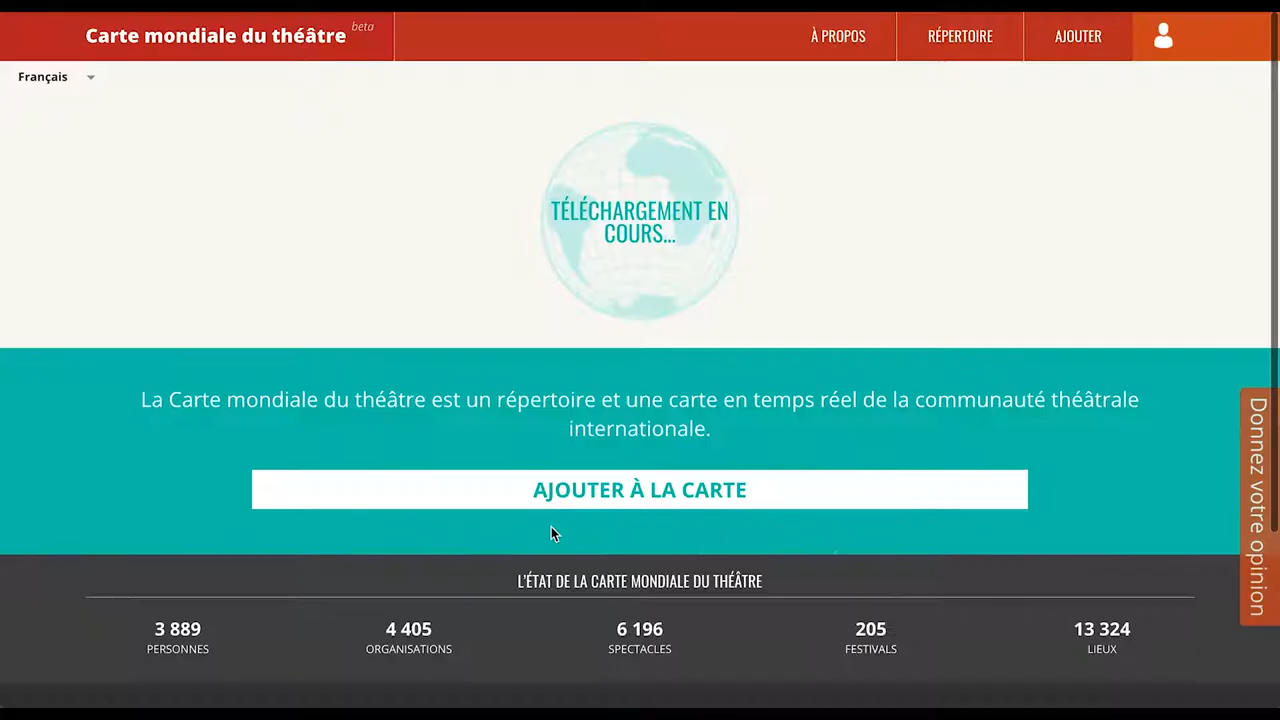 Carte mondiale du théâtre beta
À PROPOS
RÉPERTOIRE
AJOUTER
Français
TÉLÉCHARGEMENT EN
COURS...
La Carte mondiale du théâtre est un répertoire et une carte en temps réel de la communauté théâtrale
internationale.
AJOUTER À LA CARTE
Donnez votre opinion
L'ÉTAT DE LA CARTE MONDIALE DU THÉÂTRE
3 889
PERSONNES
4 405
ORGANISATIONS
6 196
SPECTACLES
205
FESTIVALS
13 324
LIEUX